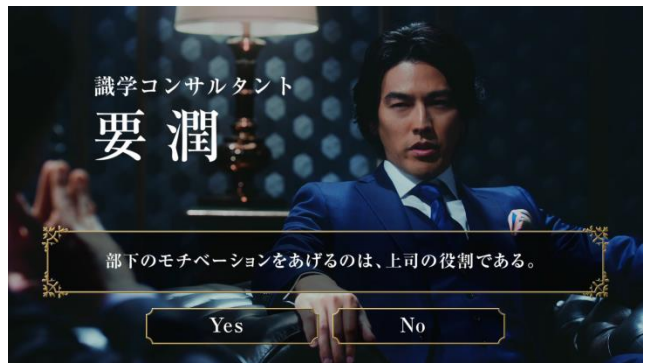 識学コンサルタント
要 潤
部下のモチベーションをあげるのは、上司の役割である。
Yes
No